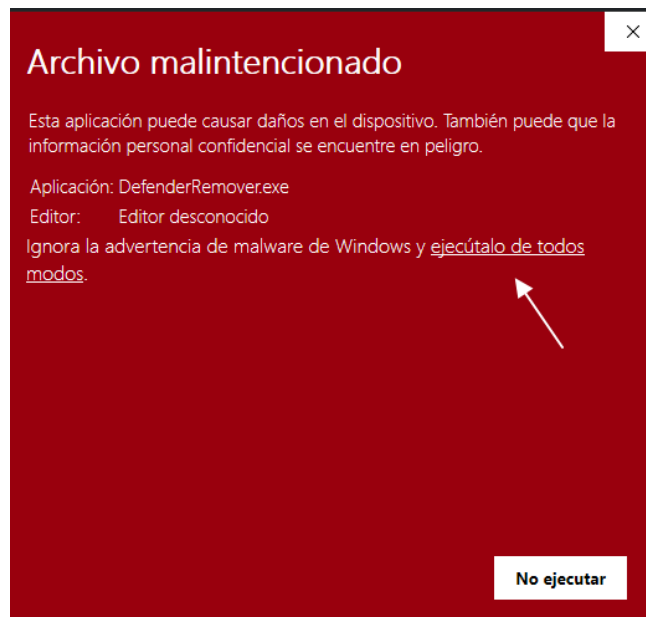 Archivo malintencionado
Esta aplicación puede causar daños en el dispositivo. También puede que la
información personal confidencial se encuentre en peligro.
Aplicación: DefenderRemover.exe
Editor: Editor desconocido
Ignora la advertencia de malware de Windows y ejecútalo de todos
modos.
No ejecutar